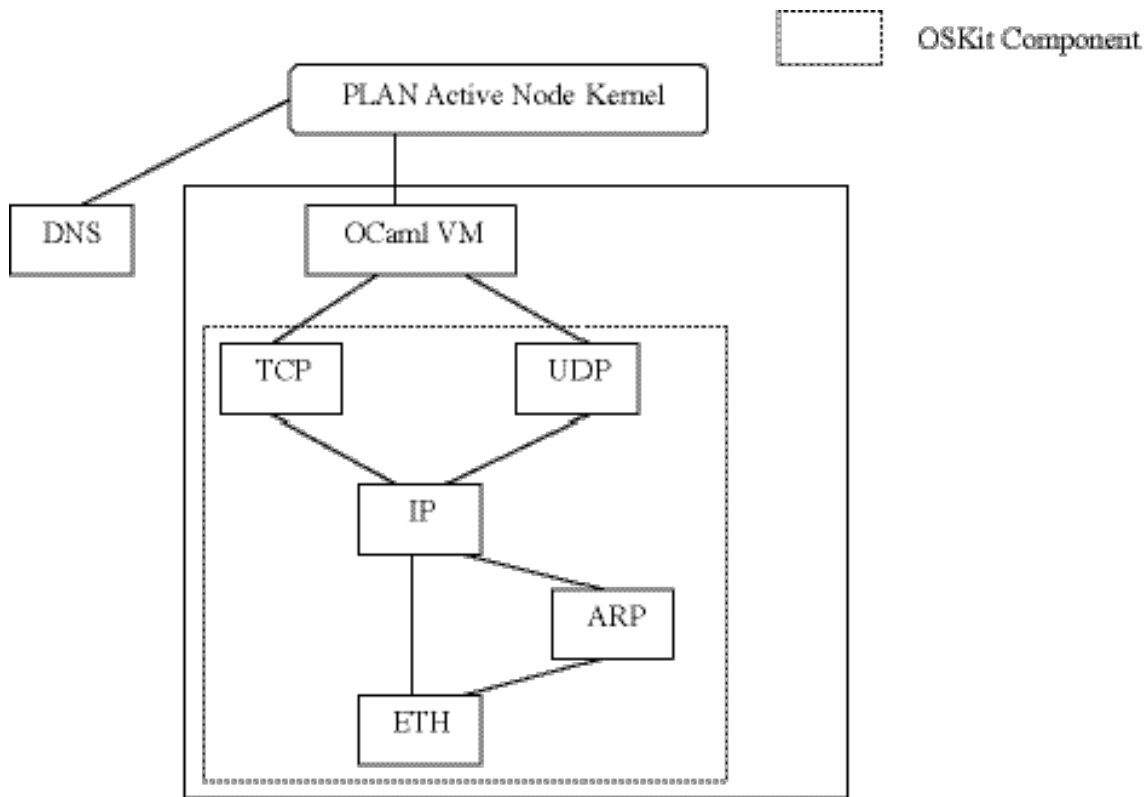 OSKit Component
PLAN Active Node Kernel
DNS
OCaml VM
TCP
UDP
IP
ARP
ETH